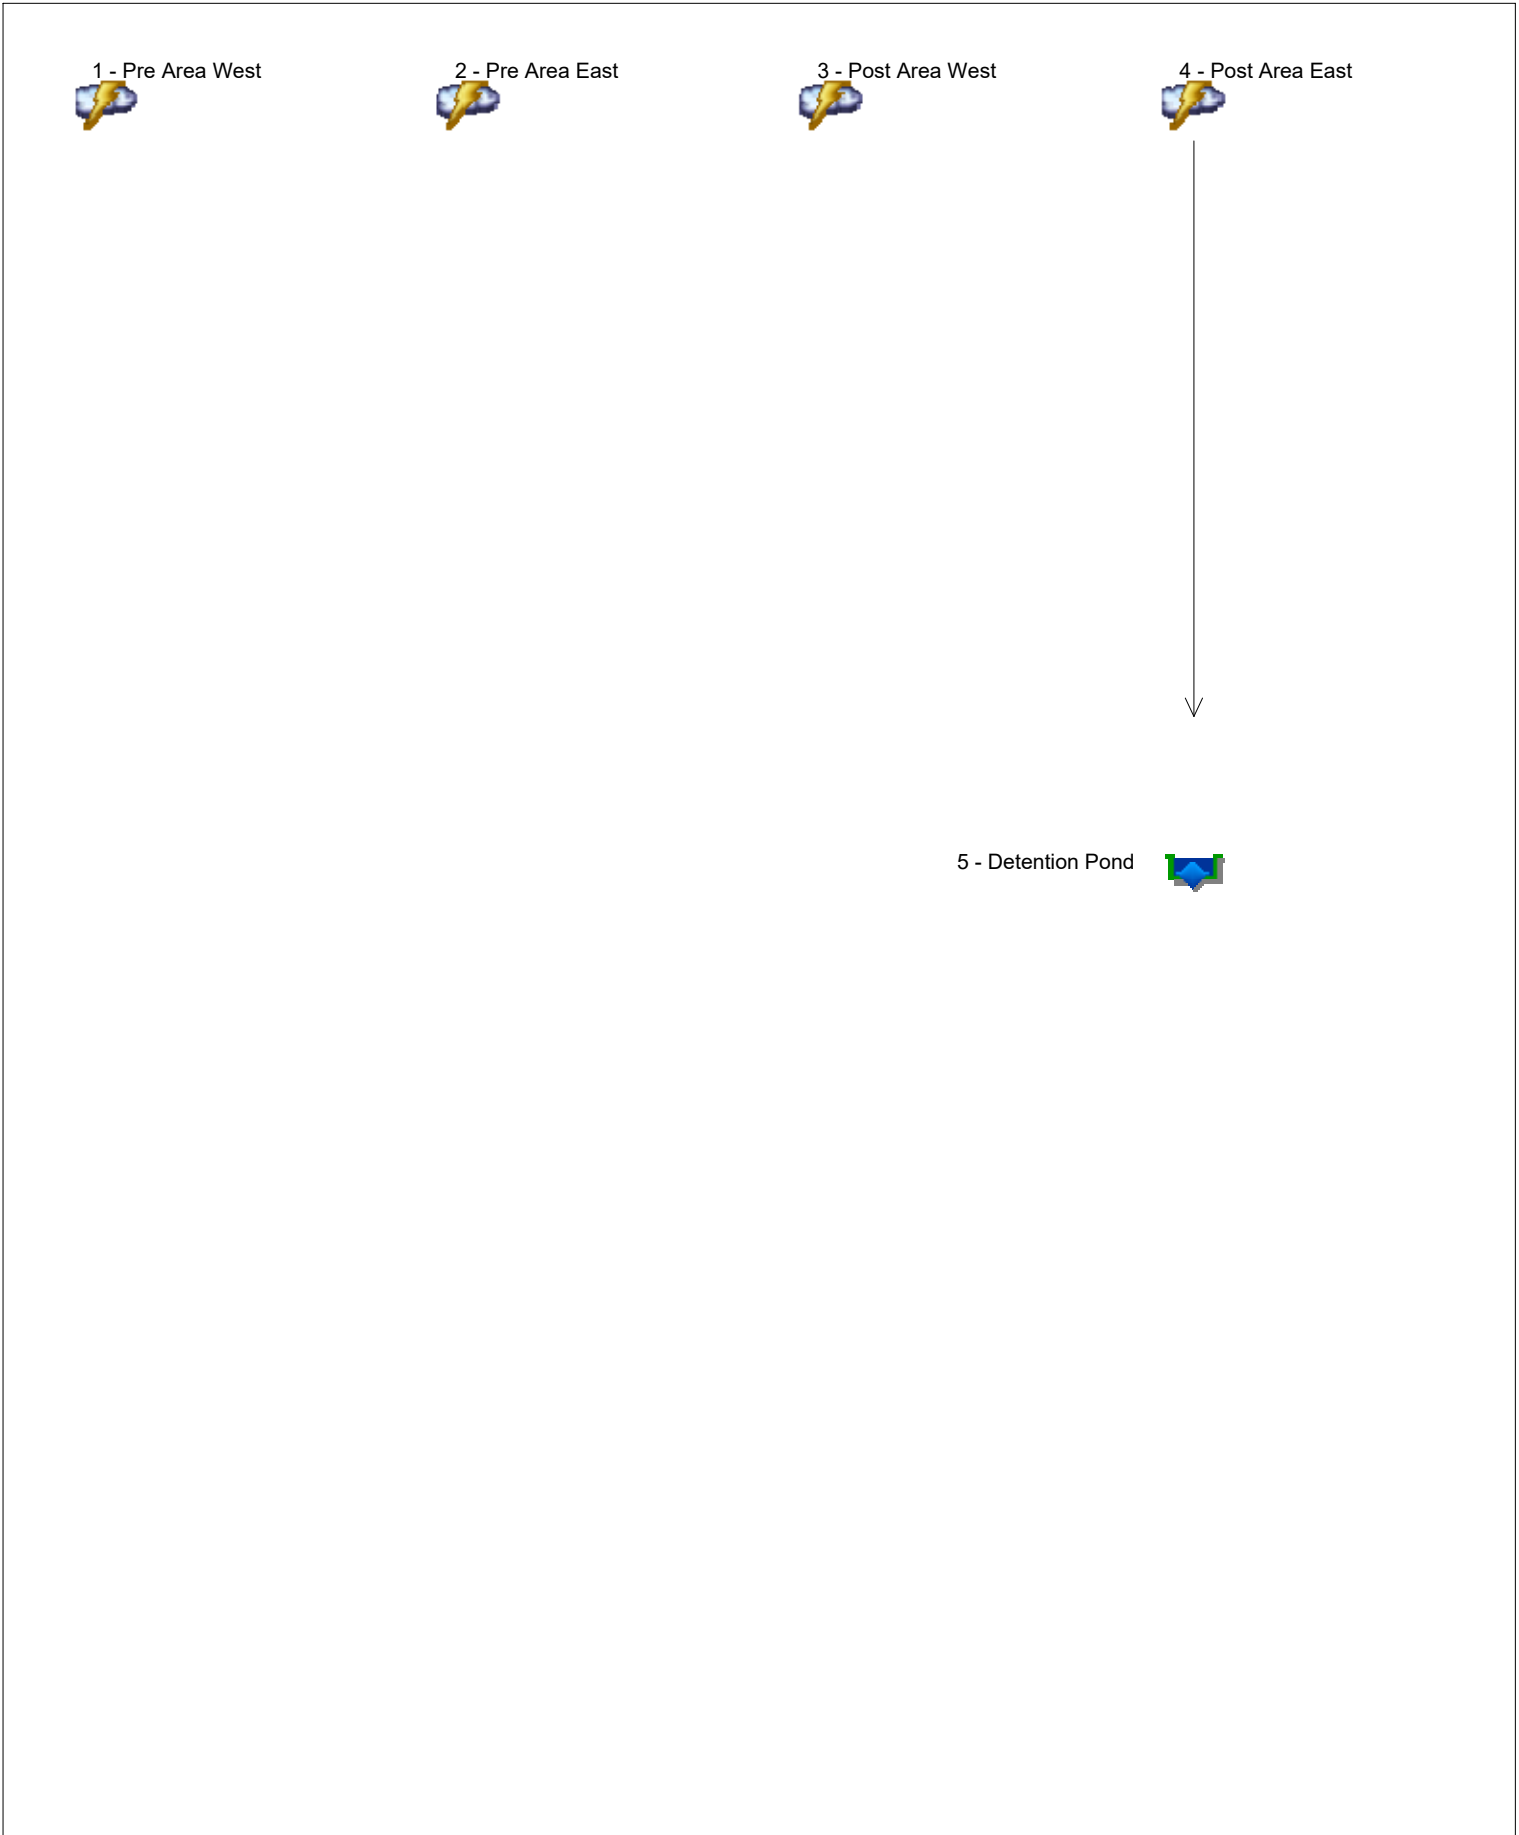 1 - Pre Area West
2 - Pre Area East
3 - Post Area West
4 - Post Area East
5 - Detention Pond